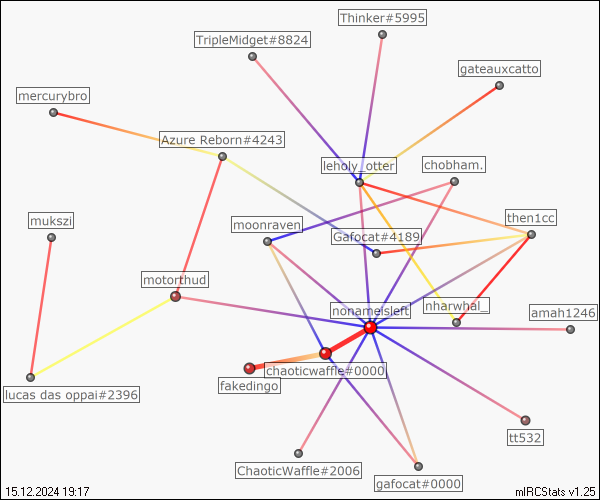 Thinker#5995
TripleMidget#8824
gateauxcatto
mercurybro
Azure Reborn#4243
leholy_otter
chobham.
mukszi
moonraven
then1cc
Gafocat#4189
motorthud
nonameisleft
nharwhal_
amah1246
chaoticwaffle#0000
fakedingo
lucas das oppai#2396
tt532
ChaoticWaffle#2006
gafocat#0000
15.12.2024 19:17
mIRCStats v1.25